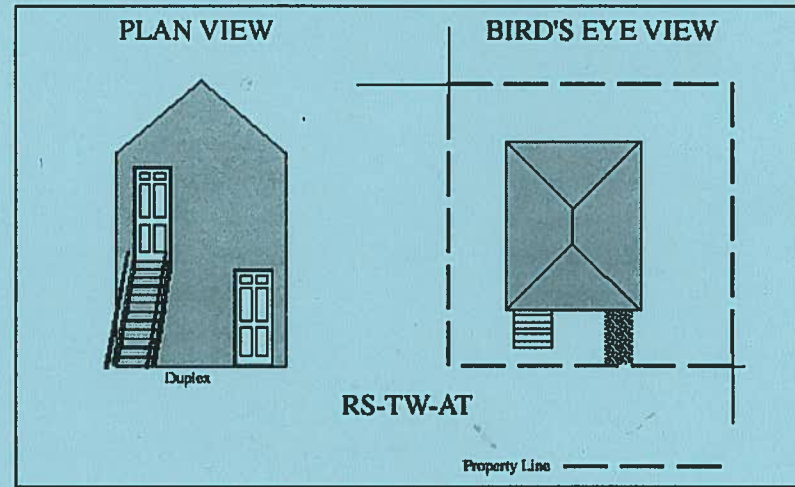 PLAN VIEW
BIRD'S EYE VIEW
Duplex
RS-TW-AT
Property Line